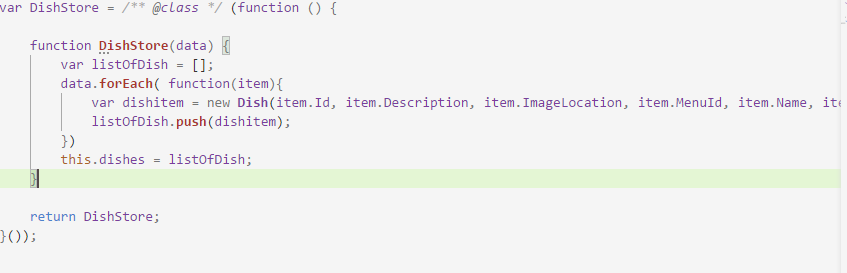 var DishStore = /** @class */ (function () {
function DishStore(data) {
var listOfDish = [];
data.forEach( function(item){
var dishitem = new Dish(item.Id, item.Description, item.ImageLocation, item.MenuId, item.Name, ite
listOfDish.push(dishitem);
})
this.dishes = listOfDish;
}
return DishStore;
}());